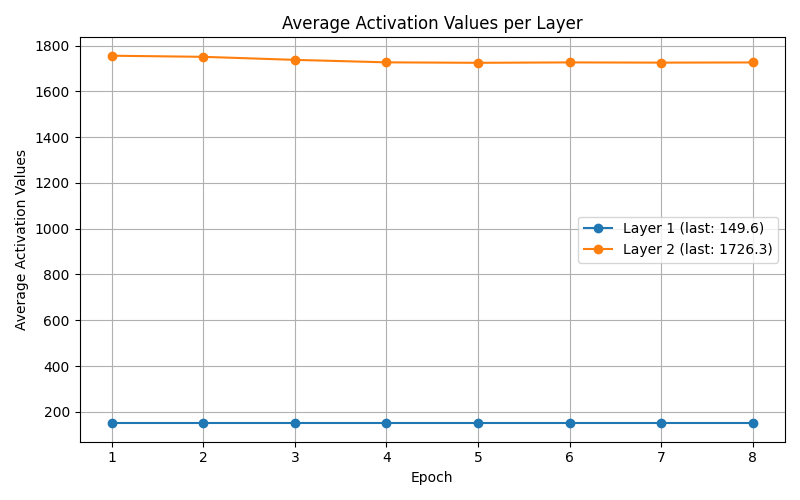 Average Activation Values per Layer
Average Activation Values
1800
1600
1400
1200
1000
800
600
400
200
Layer 1 (last: 149.6)
Layer 2 (last: 1726.3)
1 2 3 4 5 6 7 8
Epoch